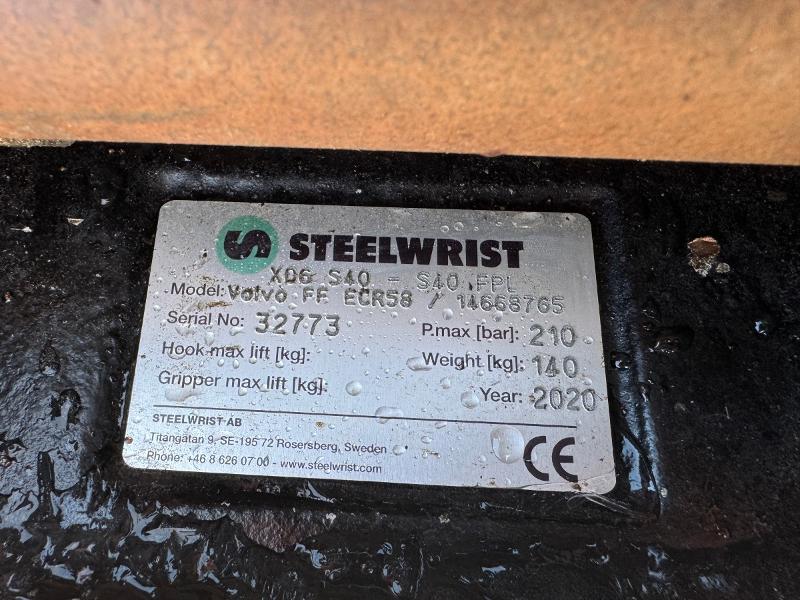 STEELWRIST
X06 S40 - S40 FPL
Model: Volvo FF ECR58 / 14668765
Serial No: 32773 P.max [bar]: 210
Hook max lift [kg]: Weight [kg]: 140
Gripper max lift [kg]: Year: 2020
STEELWRIST AB
Titangatan 9, SE-195 72 Rosersberg, Sweden
Phone: +46 8 626 07 00 - www.steelwrist.com
CE